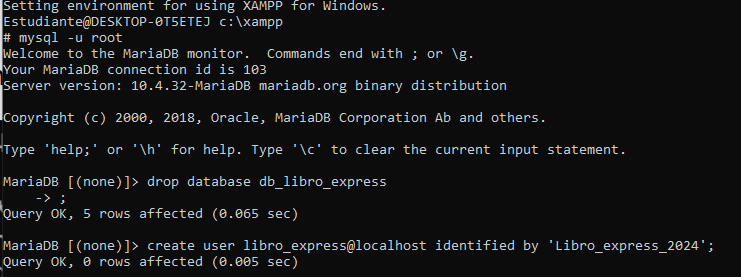 Setting environment for using XAMPP for Windows.
Estudiante@DESKTOP-0T5ETEJ c:\xampp
# mysql -u root
Welcome to the MariaDB monitor.  Commands end with ; or \g.
Your MariaDB connection id is 103
Server version: 10.4.32-MariaDB mariadb.org binary distribution

Copyright (c) 2000, 2018, Oracle, MariaDB Corporation Ab and others.

Type 'help;' or '\h' for help. Type '\c' to clear the current input statement.

MariaDB [(none)]> drop database db_libro_express
    -> ;
Query OK, 5 rows affected (0.065 sec)

MariaDB [(none)]> create user libro_express@localhost identified by 'Libro_express_2024';
Query OK, 0 rows affected (0.005 sec)